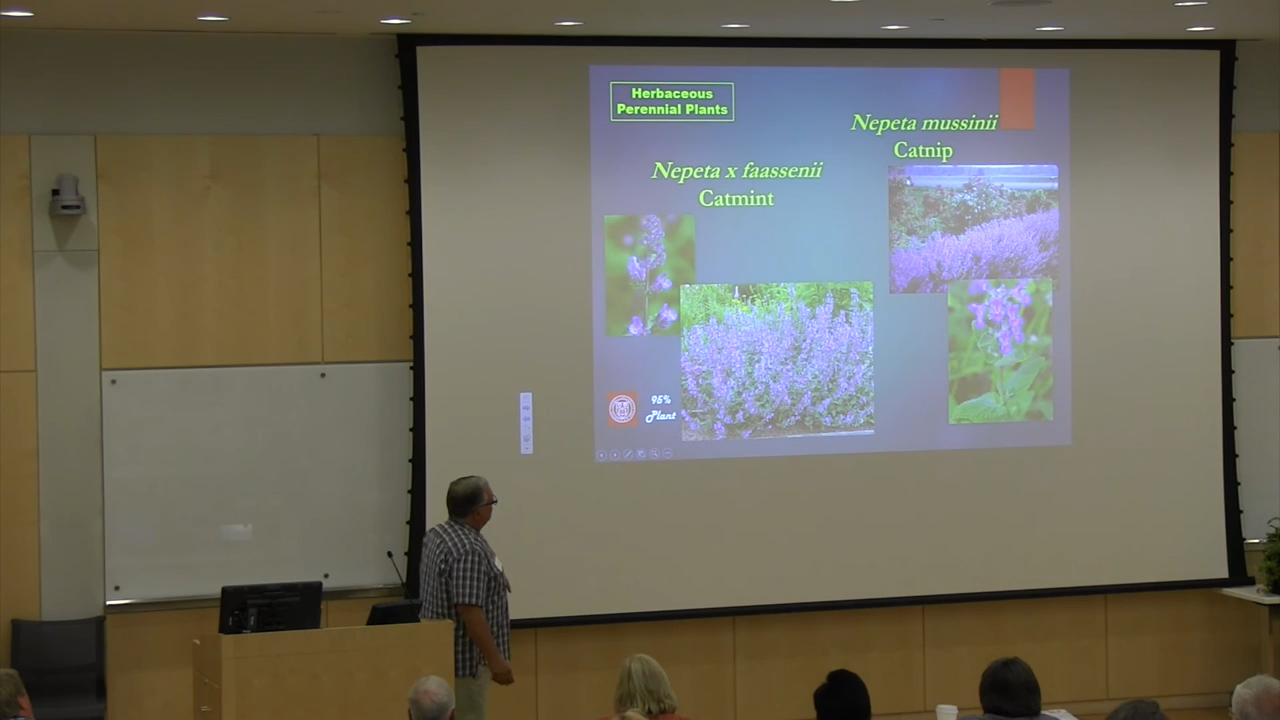 Herbaceous
Perennial Plants
Nepeta mussinii
Catnip
Nepeta x faassenii
Catmint
95%
Plant